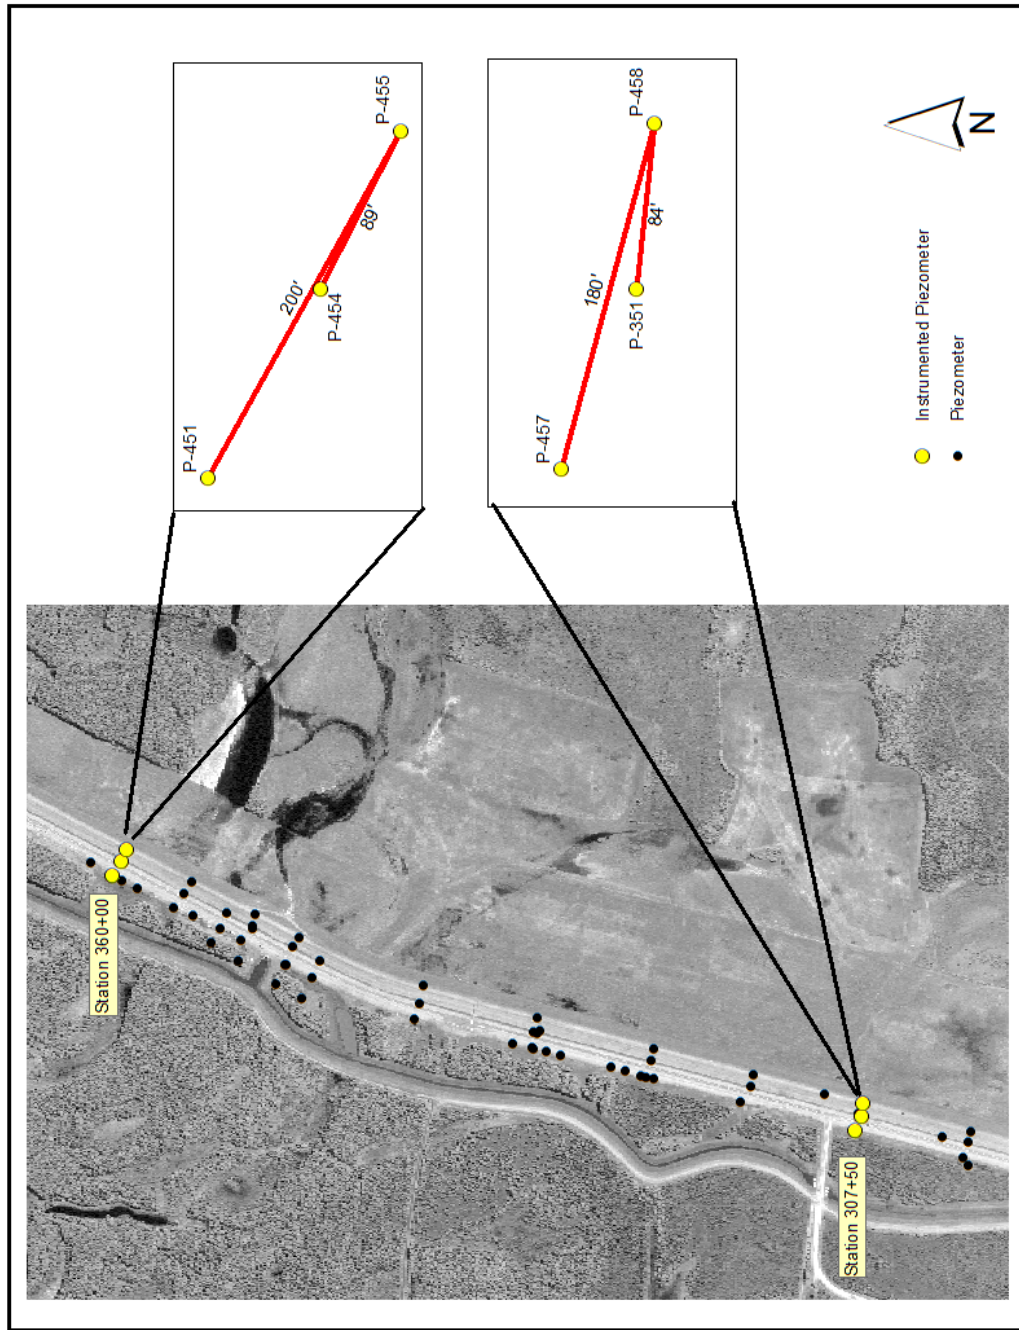 P-451
P-454
P-455
200'
89'
P-457
P-351
P-458
180'
84'
Station 360+00
Station 307+50
Instrumented Piezometer
Piezometer
N